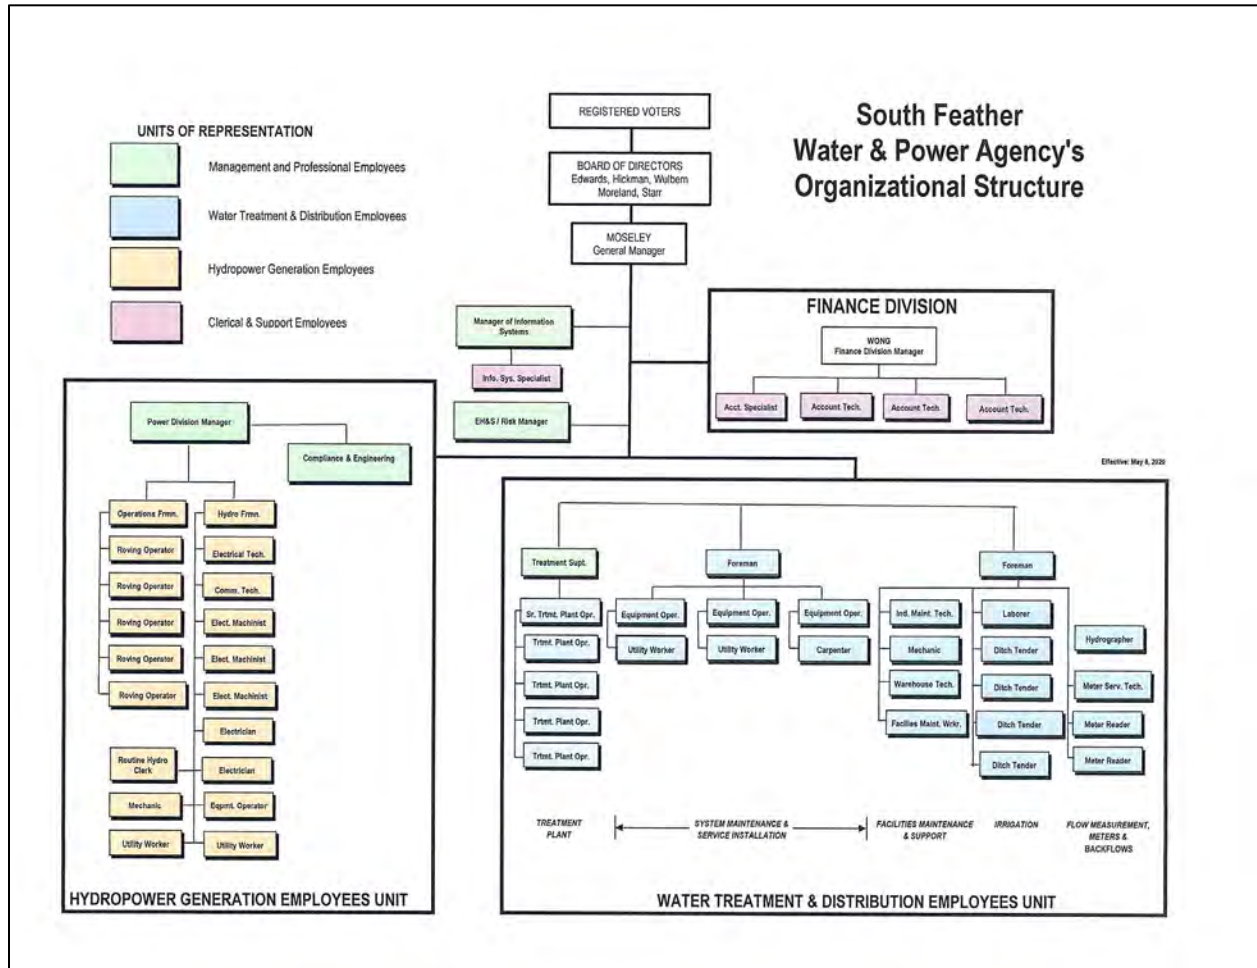 South Feather
Water & Power Agency's
Organizational Structure
UNITS OF REPRESENTATION
Management and Professional Employees
Water Treatment & Distribution Employees
Hydropower Generation Employees
Clerical & Support Employees
REGISTERED VOTERS
BOARD OF DIRECTORS
Edwards, Hickman, Wulbern
Moreland, Starr
MOSELEY
General Manager
Manager of Information
Systems
Info. Sys. Specialist
EH&S / Risk Manager
FINANCE DIVISION
WONG
Finance Division Manager
Acct. Specialist
Account Tech.
Account Tech.
Account Tech.
Effective: May 6, 2020
Power Division Manager
Compliance & Engineering
Operations Frmn.
Roving Operator
Roving Operator
Roving Operator
Roving Operator
Roving Operator
Hydro Frmn.
Electrical Tech.
Comm. Tech.
Elect. Machinist
Elect. Machinist
Elect. Machinist
Electrician
Routine Hydro
Clerk
Electrician
Mechanic
Eqpmt. Operator
Utility Worker
Utility Worker
HYDROPOWER GENERATION EMPLOYEES UNIT
Treatment Supt.
Sr. Trtmt. Plant Opr.
Trtmt. Plant Opr.
Trtmt. Plant Opr.
Trtmt. Plant Opr.
Trtmt. Plant Opr.
Foreman
Equipment Oper.
Utility Worker
Equipment Oper.
Utility Worker
Equipment Oper.
Carpenter
Foreman
Ind. Maint. Tech.
Mechanic
Warehouse Tech.
Facilies Maint. Wrkr.
Laborer
Ditch Tender
Ditch Tender
Ditch Tender
Ditch Tender
Hydrographer
Meter Serv. Tech.
Meter Reader
Meter Reader
TREATMENT
PLANT
SYSTEM MAINTENANCE &
SERVICE INSTALLATION
FACILITIES MAINTENANCE
& SUPPORT
IRRIGATION
FLOW MEASUREMENT,
METERS &
BACKFLOWS
WATER TREATMENT & DISTRIBUTION EMPLOYEES UNIT